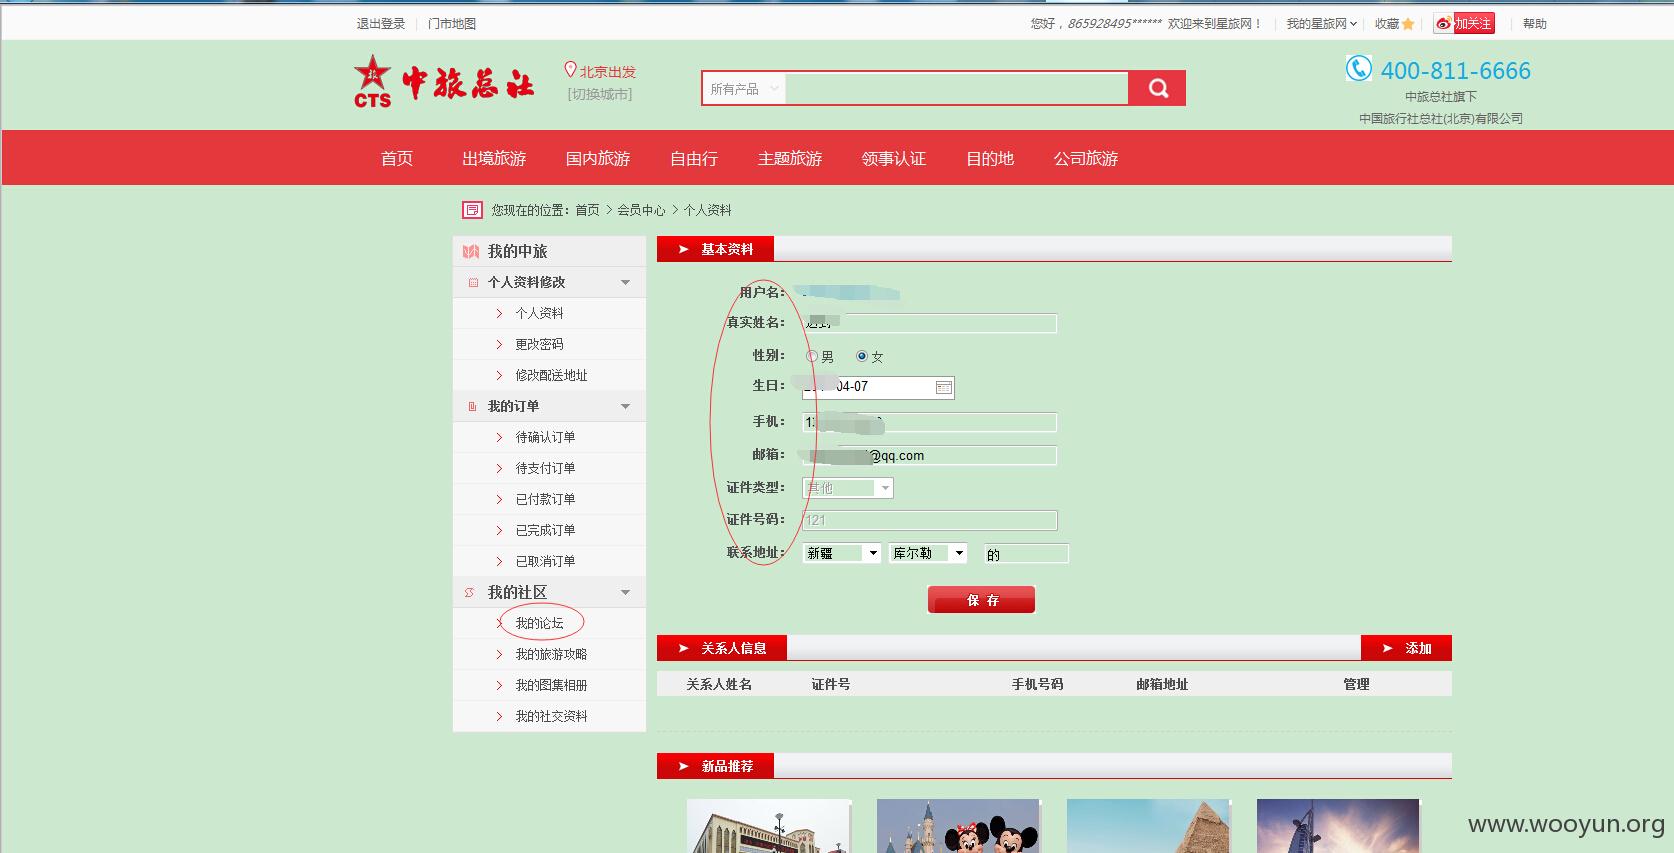 退出登录 门市地图
您好，865928495****** 欢迎来到星旅网！ 我的星旅网 收藏 加关注 帮助
CTS 中旅总社
北京出发
[切换城市]
所有产品
400-811-6666
中旅总社旗下
中国旅行社总社(北京)有限公司
首页 出境旅游 国内旅游 自由行 主题旅游 领事认证 目的地 公司旅游
您现在的位置：首页 > 会员中心 > 个人资料
我的中旅
个人资料修改
个人资料
更改密码
修改配送地址
我的订单
待确认订单
待支付订单
已付款订单
已完成订单
已取消订单
我的社区
我的论坛
我的旅游攻略
我的图集相册
我的社交资料
基本资料
用户名：
真实姓名：
性别： 男 女
生日： 04-07
手机：
邮箱： @qq.com
证件类型： 其他
证件号码： 121
联系地址： 新疆 库尔勒 的
保 存
关系人信息 添加
关系人姓名 证件号 手机号码 邮箱地址 管理
新品推荐
www.wooyun.org